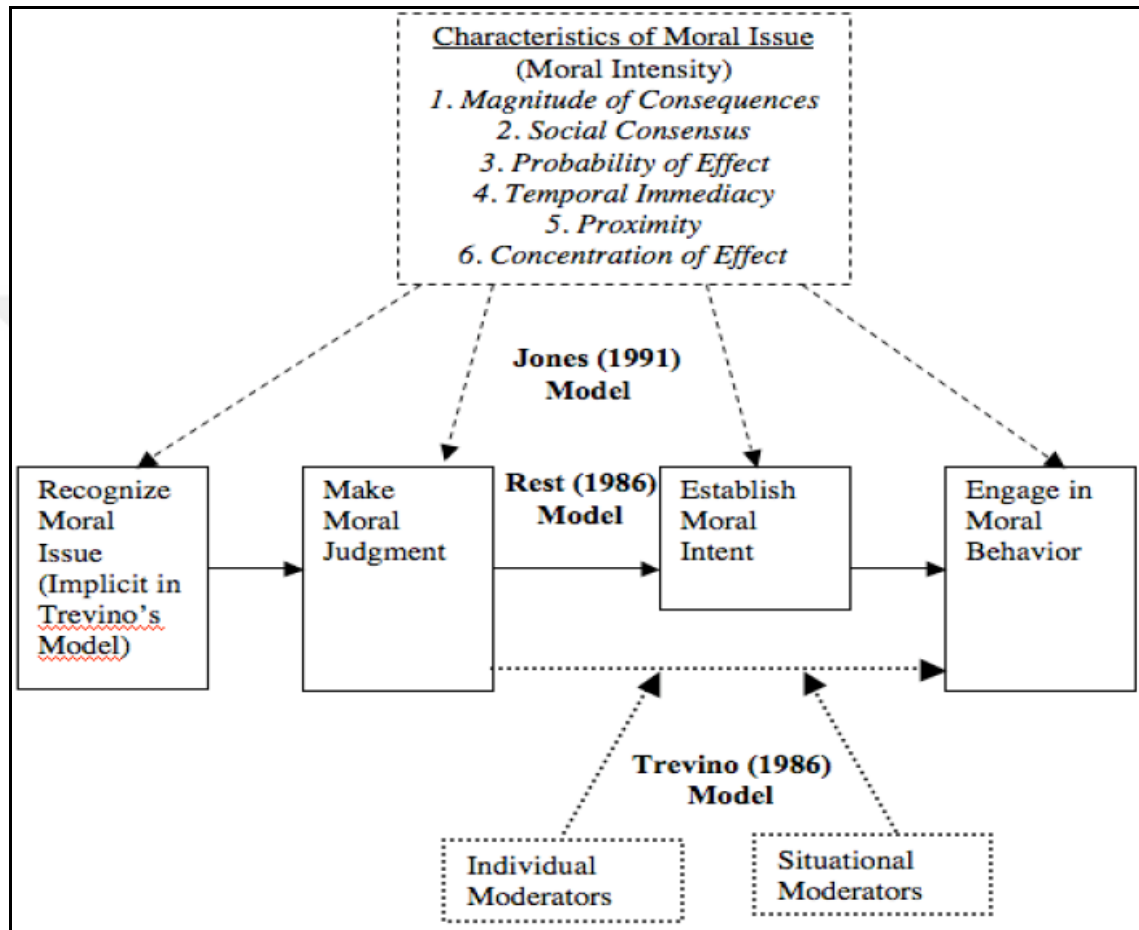 Characteristics of Moral Issue
(Moral Intensity)
1. Magnitude of Consequences
2. Social Consensus
3. Probability of Effect
4. Temporal Immediacy
5. Proximity
6. Concentration of Effect
Jones (1991)
Model
Recognize
Moral
Issue
(Implicit in
Trevino's
Model)
Make
Moral
Judgment
Rest (1986)
Model
Establish
Moral
Intent
Engage in
Moral
Behavior
Trevino (1986)
Model
Individual
Moderators
Situational
Moderators